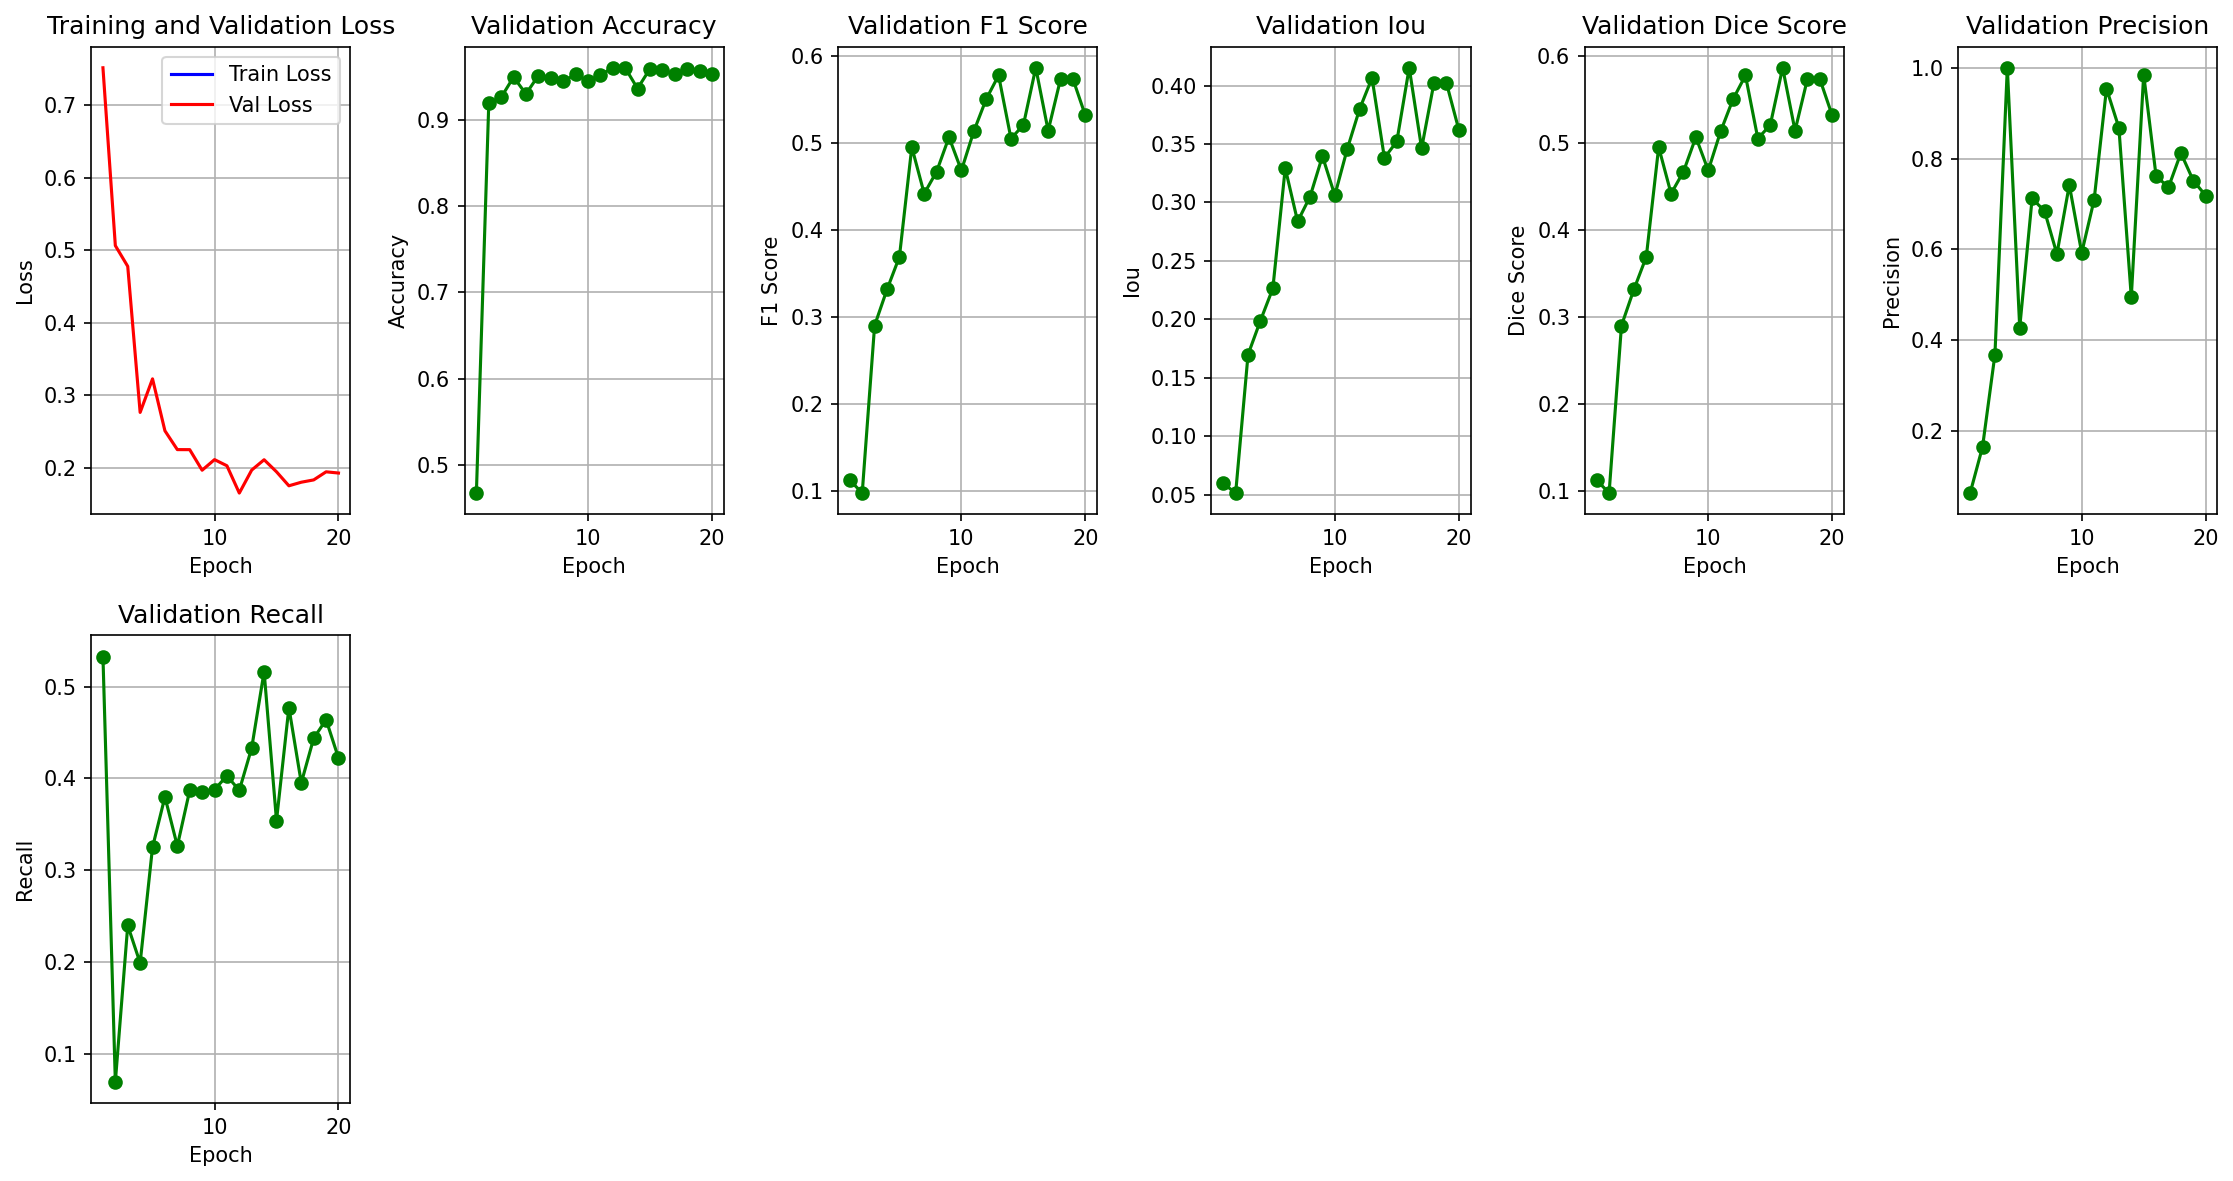 Training and Validation Loss
Train Loss
Val Loss
0.7
0.6
0.5
0.4
0.3
0.2
Loss
10 20
Epoch
Validation Accuracy
0.9
0.8
0.7
0.6
0.5
Accuracy
10 20
Epoch
Validation F1 Score
0.6
0.5
0.4
0.3
0.2
0.1
F1 Score
10 20
Epoch
Validation Iou
0.40
0.35
0.30
0.25
0.20
0.15
0.10
0.05
Iou
10 20
Epoch
Validation Dice Score
0.6
0.5
0.4
0.3
0.2
0.1
Dice Score
10 20
Epoch
Validation Precision
1.0
0.8
0.6
0.4
0.2
Precision
10 20
Epoch
Validation Recall
0.5
0.4
0.3
0.2
0.1
Recall
10 20
Epoch